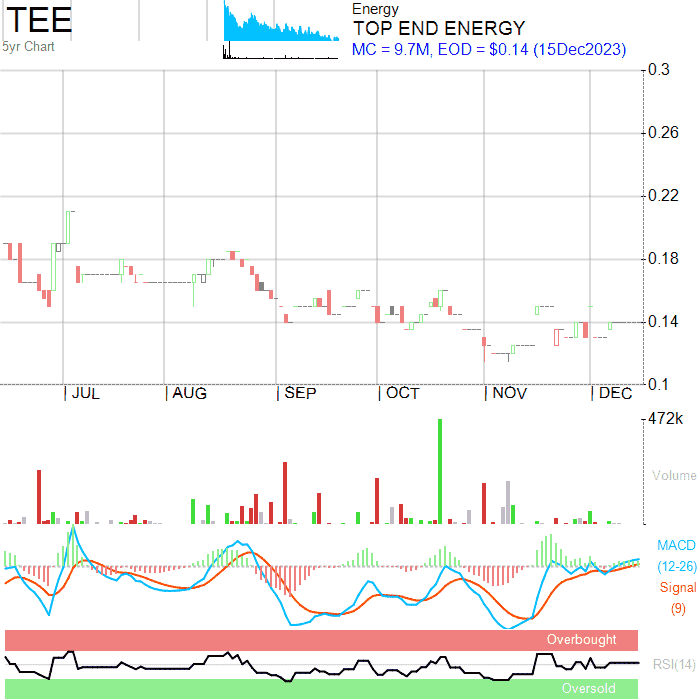 TEE
5yr Chart
Energy
TOP END ENERGY
MC = 9.7M, EOD = $0.14 (15Dec2023)
0.3
0.26
0.22
0.18
0.14
0.1
| JUL | AUG | SEP | OCT | NOV | DEC
472k
Volume
MACD
(12-26)
Signal
(9)
Overbought
RSI(14)
Oversold